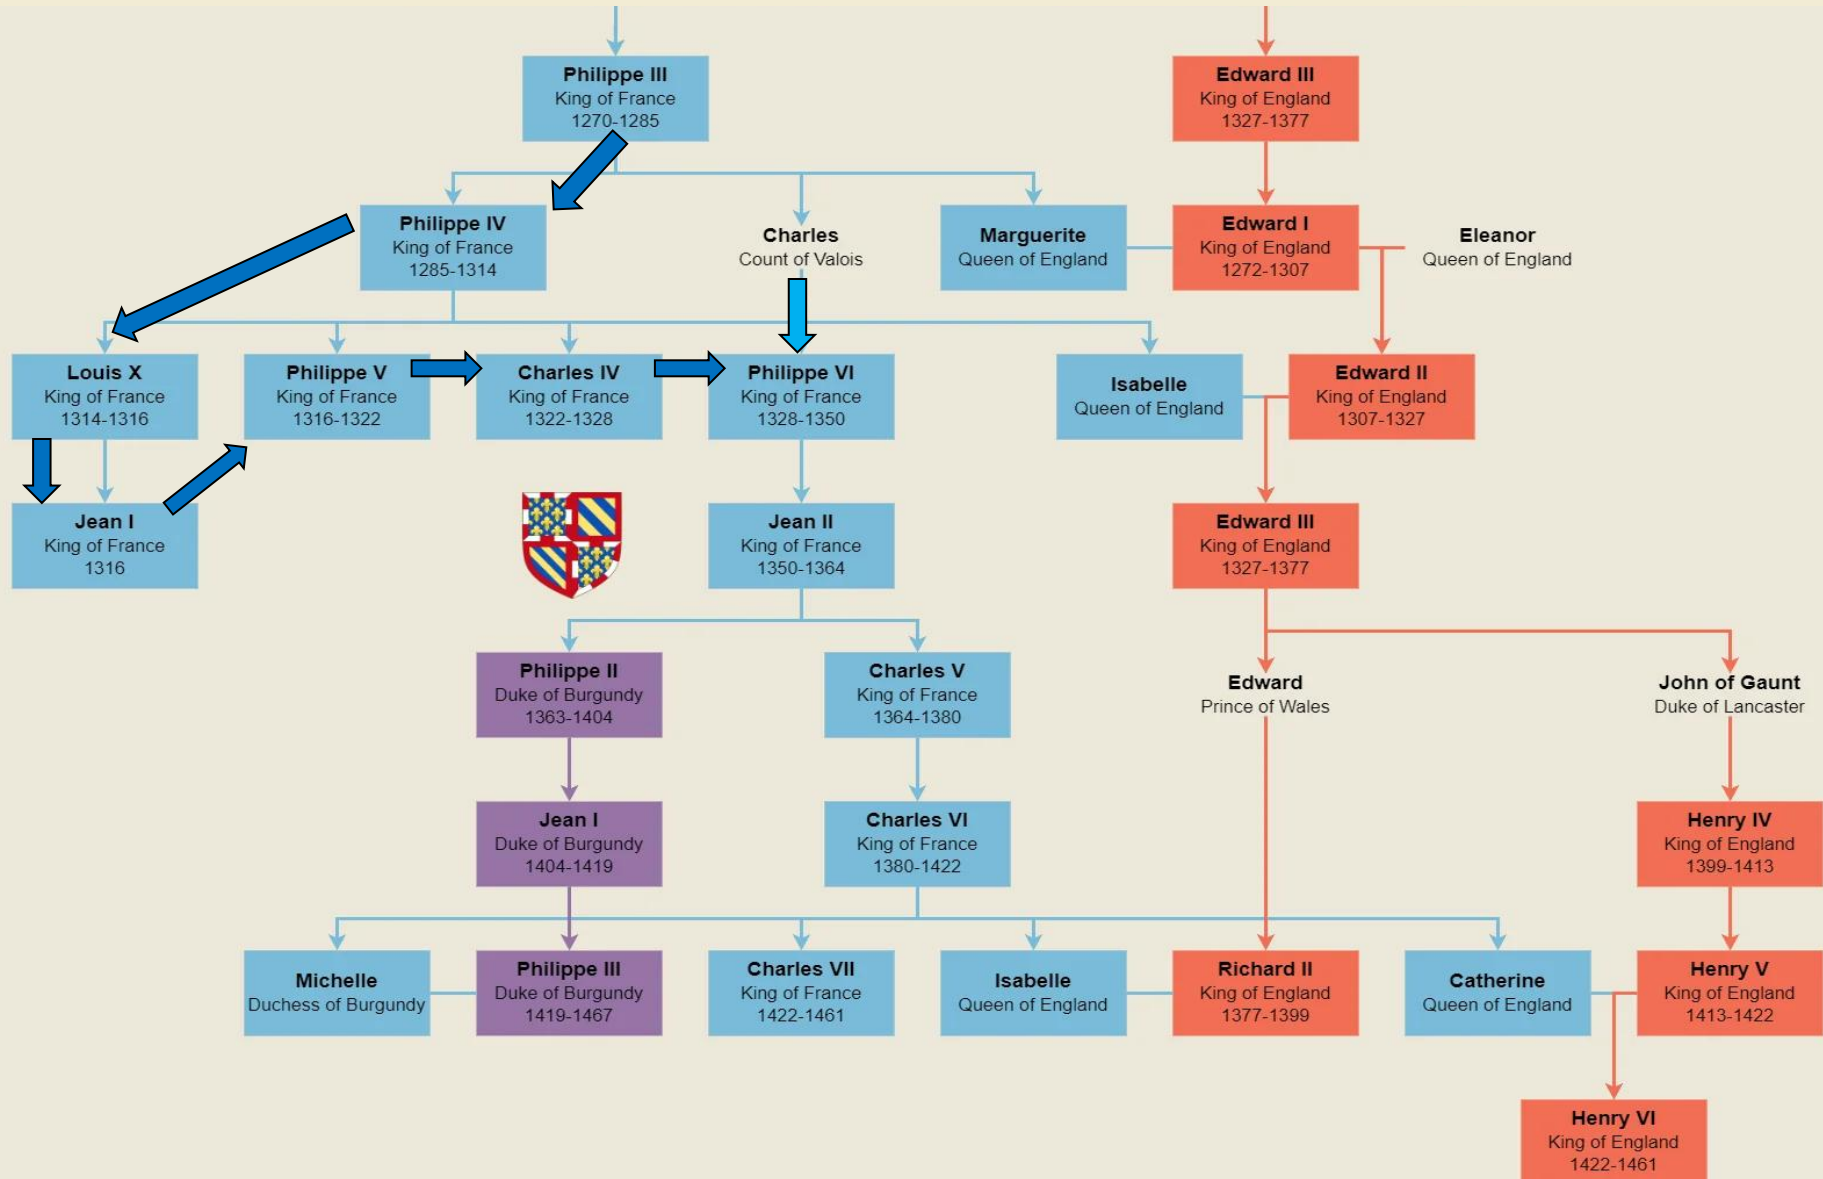 Philippe III
King of France
1270-1285
Edward III
King of England
1327-1377
Philippe IV
King of France
1285-1314
Charles
Count of Valois
Marguerite
Queen of England
Edward I
King of England
1272-1307
Eleanor
Queen of England
Louis X
King of France
1314-1316
Philippe V
King of France
1316-1322
Charles IV
King of France
1322-1328
Philippe VI
King of France
1328-1350
Isabelle
Queen of England
Edward II
King of England
1307-1327
Jean I
King of France
1316
Jean II
King of France
1350-1364
Edward III
King of England
1327-1377
Philippe II
Duke of Burgundy
1363-1404
Charles V
King of France
1364-1380
Edward
Prince of Wales
John of Gaunt
Duke of Lancaster
Jean I
Duke of Burgundy
1404-1419
Charles VI
King of France
1380-1422
Henry IV
King of England
1399-1413
Michelle
Duchess of Burgundy
Philippe III
Duke of Burgundy
1419-1467
Charles VII
King of France
1422-1461
Isabelle
Queen of England
Richard II
King of England
1377-1399
Catherine
Queen of England
Henry V
King of England
1413-1422
Henry VI
King of England
1422-1461